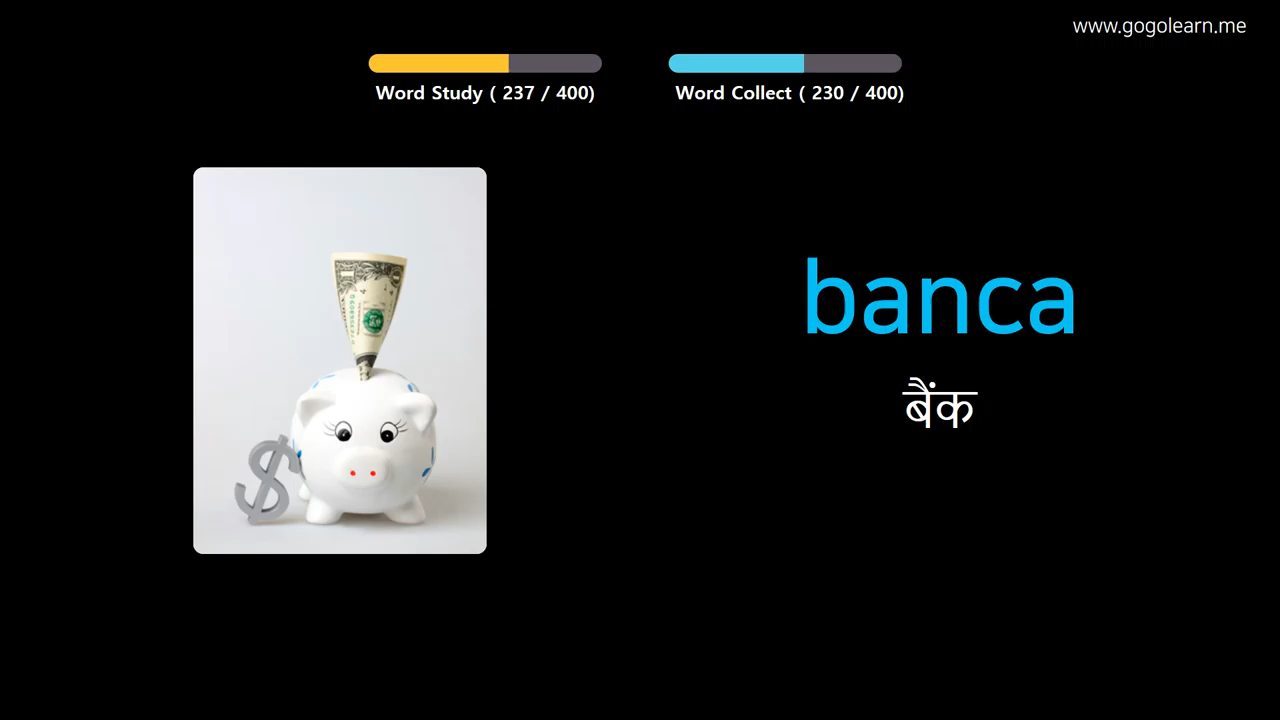 www.gogolearn.me
Word Study ( 237 / 400)
Word Collect ( 230 / 400)
banca
बैंक
$